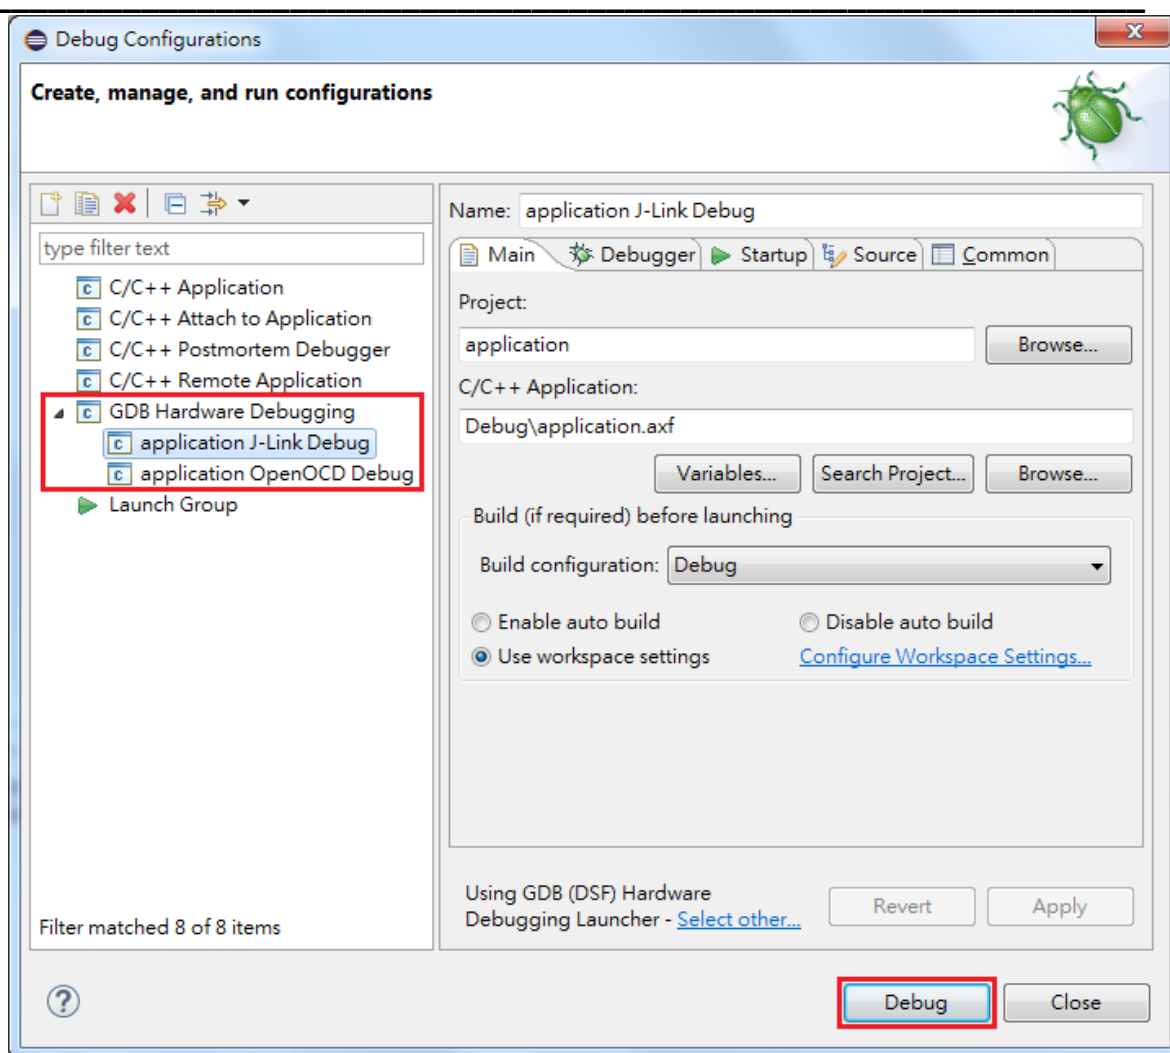 Debug Configurations
Create, manage, and run configurations
type filter text
C/C++ Application
C/C++ Attach to Application
C/C++ Postmortem Debugger
C/C++ Remote Application
GDB Hardware Debugging
application J-Link Debug
application OpenOCD Debug
Launch Group
Filter matched 8 of 8 items
Name: application J-Link Debug
Main Debugger Startup Source Common
Project:
application Browse...
C/C++ Application:
Debug\application.axf
Variables... Search Project... Browse...
Build (if required) before launching
Build configuration: Debug
Enable auto build Disable auto build
Use workspace settings Configure Workspace Settings...
Using GDB (DSF) Hardware
Debugging Launcher - Select other...
Revert Apply
Debug Close